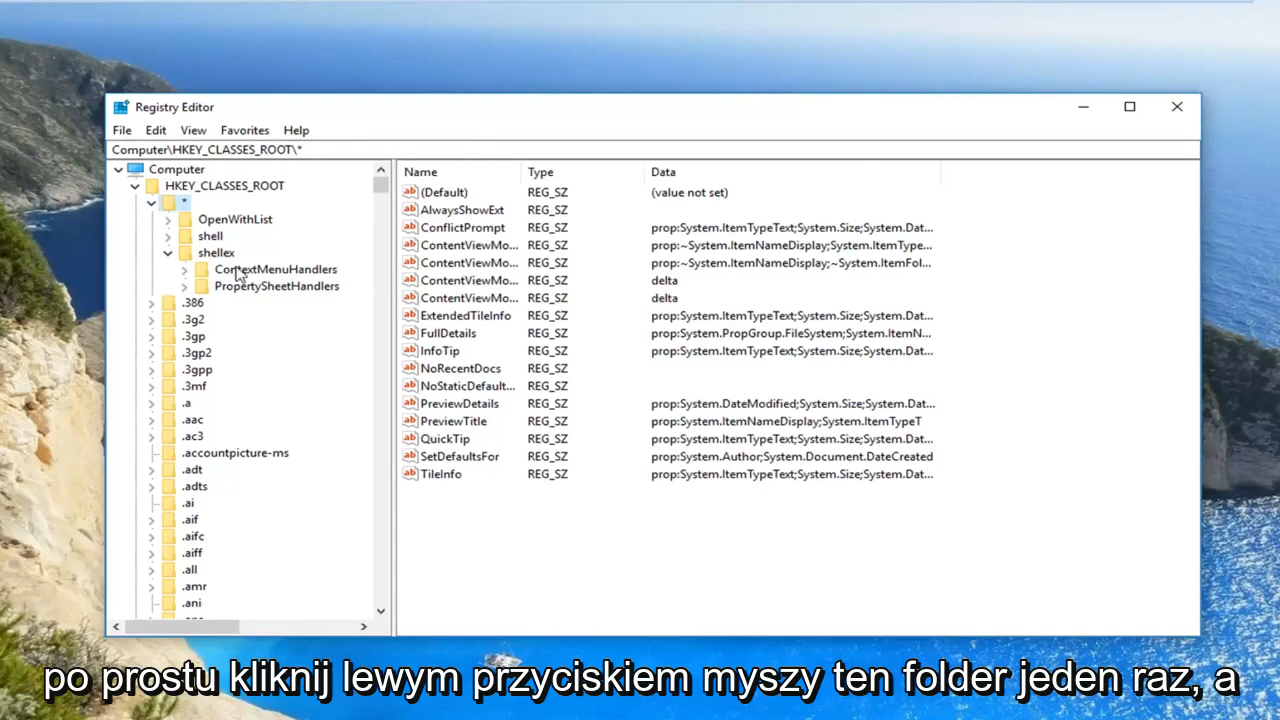 Registry Editor
File Edit View Favorites Help
Computer\HKEY_CLASSES_ROOT\*
Computer
HKEY_CLASSES_ROOT
*
OpenWithList
shell
shellex
ContextMenuHandlers
PropertySheetHandlers
.386
.3g2
.3gp
.3gp2
.3gpp
.3mf
.a
.aac
.ac3
.accountpicture-ms
.adt
.adts
.ai
.aif
.aifc
.aiff
.all
.amr
.ani
Name Type Data
(Default) REG_SZ (value not set)
AlwaysShowExt REG_SZ
ConflictPrompt REG_SZ prop:System.ItemTypeText;System.Size;System.Dat...
ContentViewMo... REG_SZ prop:~System.ItemNameDisplay;System.ItemType...
ContentViewMo... REG_SZ prop:~System.ItemNameDisplay;~System.ItemFol...
ContentViewMo... REG_SZ delta
ContentViewMo... REG_SZ delta
ExtendedTileInfo REG_SZ prop:System.ItemTypeText;System.Size;System.Dat...
FullDetails REG_SZ prop:System.PropGroup.FileSystem;System.ItemN...
InfoTip REG_SZ prop:System.ItemTypeText;System.Size;System.Dat...
NoRecentDocs REG_SZ
NoStaticDefault... REG_SZ
PreviewDetails REG_SZ prop:System.DateModified;System.Size;System.Dat...
PreviewTitle REG_SZ prop:System.ItemNameDisplay;System.ItemTypeT
QuickTip REG_SZ prop:System.ItemTypeText;System.Size;System.Dat...
SetDefaultsFor REG_SZ prop:System.Author;System.Document.DateCreated
TileInfo REG_SZ prop:System.ItemTypeText;System.Size;System.Dat...
po prostu kliknij lewym przyciskiem myszy ten folder jeden raz, a